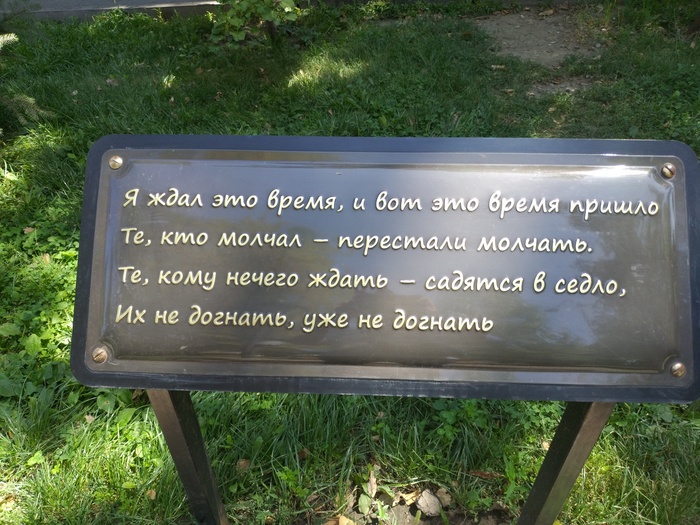 Я ждал это время, и вот это время пришло
Те, кто молчал – перестали молчать.
Те, кому нечего ждать – садятся в седло,
Их не догнать, уже не догнать